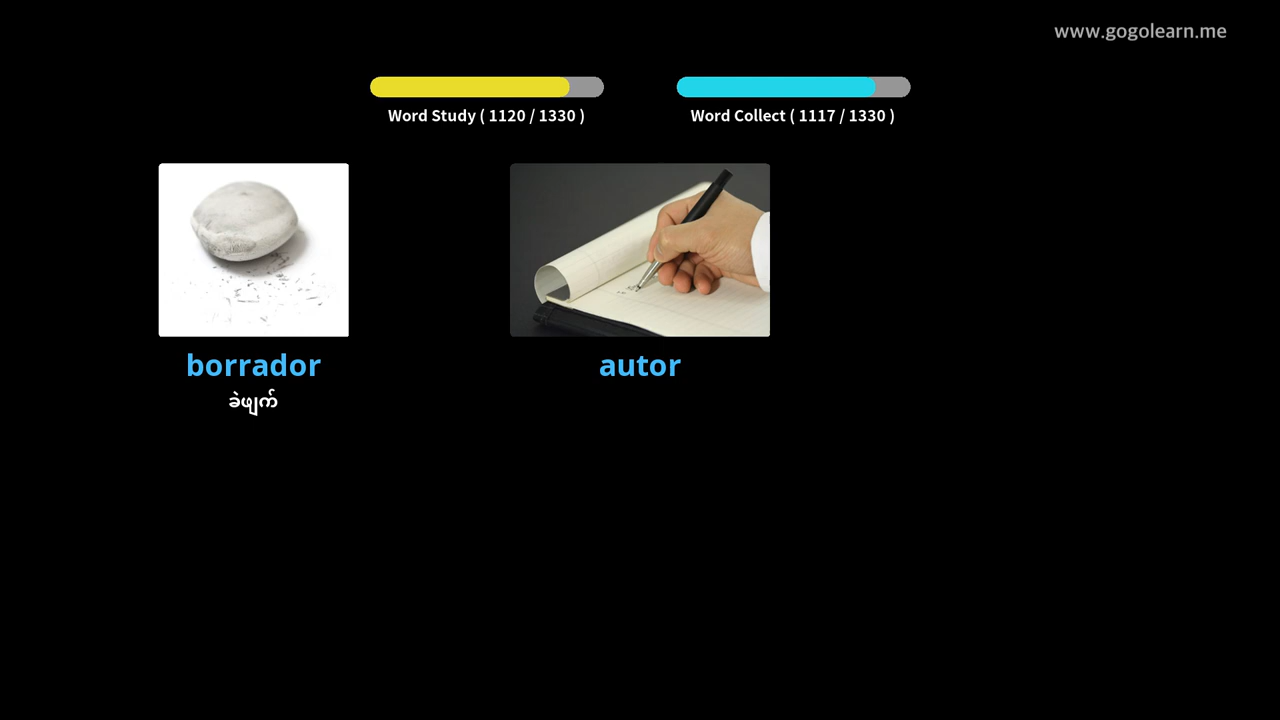 www.gogolearn.me
Word Study ( 1120 / 1330 )
Word Collect ( 1117 / 1330 )
borrador
ခဲဖျက်
autor